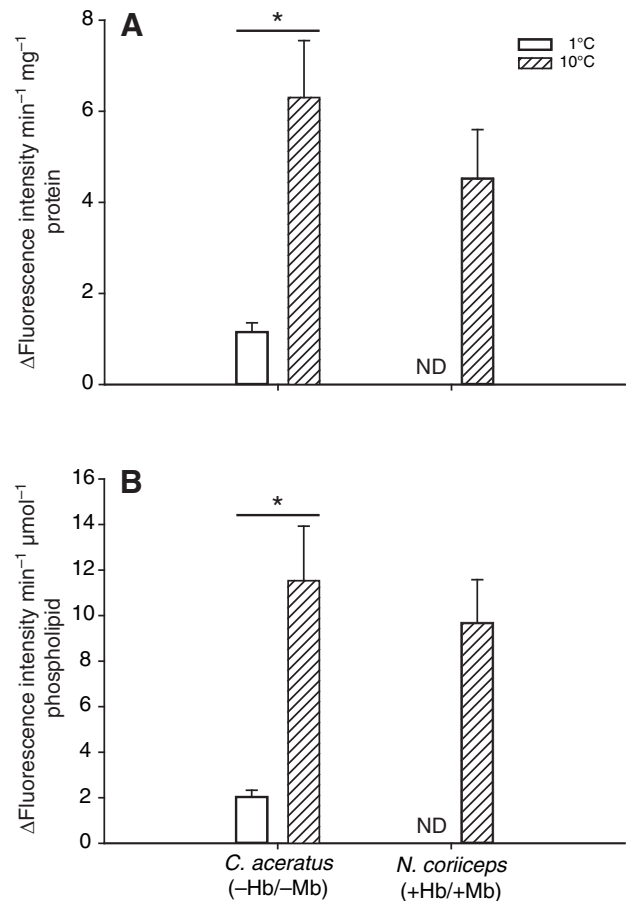 A
*
8
6
4
2
0
ΔFluorescence intensity min⁻¹ mg⁻¹
protein
1°C
10°C
ND
B
*
16
14
12
10
8
6
4
2
0
ΔFluorescence intensity min⁻¹ µmol⁻¹
phospholipid
ND
C. aceratus
(–Hb/–Mb)
N. coriiceps
(+Hb/+Mb)